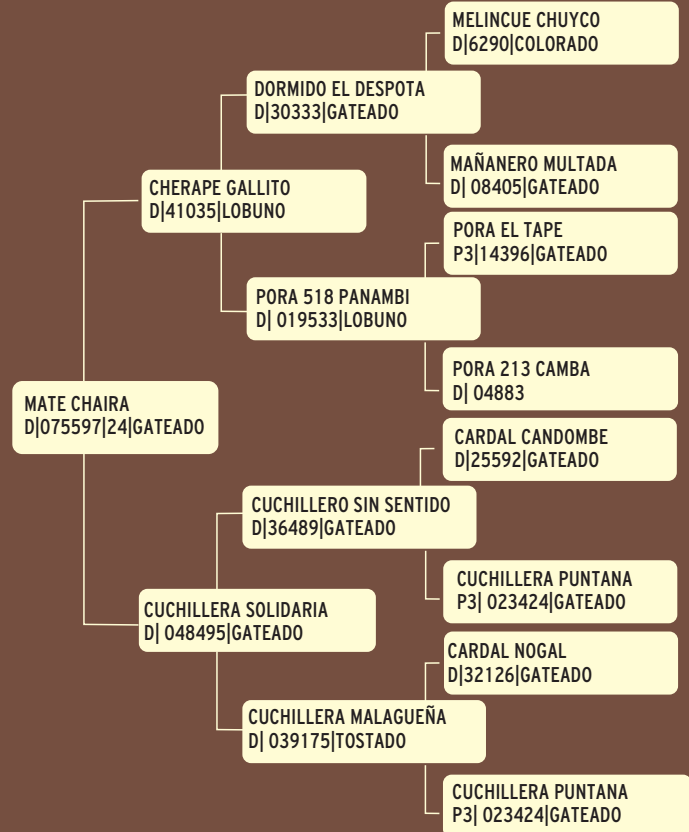 MELINCUE CHUYCO
D|6290|COLORADO
DORMIDO EL DESPOTA
D|30333|GATEADO
MAÑANERO MULTADA
D| 08405|GATEADO
CHERAPE GALLITO
D|41035|LOBUNO
PORA EL TAPE
P3|14396|GATEADO
PORA 518 PANAMBI
D| 019533|LOBUNO
PORA 213 CAMBA
D| 04883
MATE CHAIRA
D|075597|24|GATEADO
CARDAL CANDOMBE
D|25592|GATEADO
CUCHILLERO SIN SENTIDO
D|36489|GATEADO
CUCHILLERA PUNTANA
P3| 023424|GATEADO
CUCHILLERA SOLIDARIA
D| 048495|GATEADO
CARDAL NOGAL
D|32126|GATEADO
CUCHILLERA MALAGUEÑA
D| 039175|TOSTADO
CUCHILLERA PUNTANA
P3| 023424|GATEADO